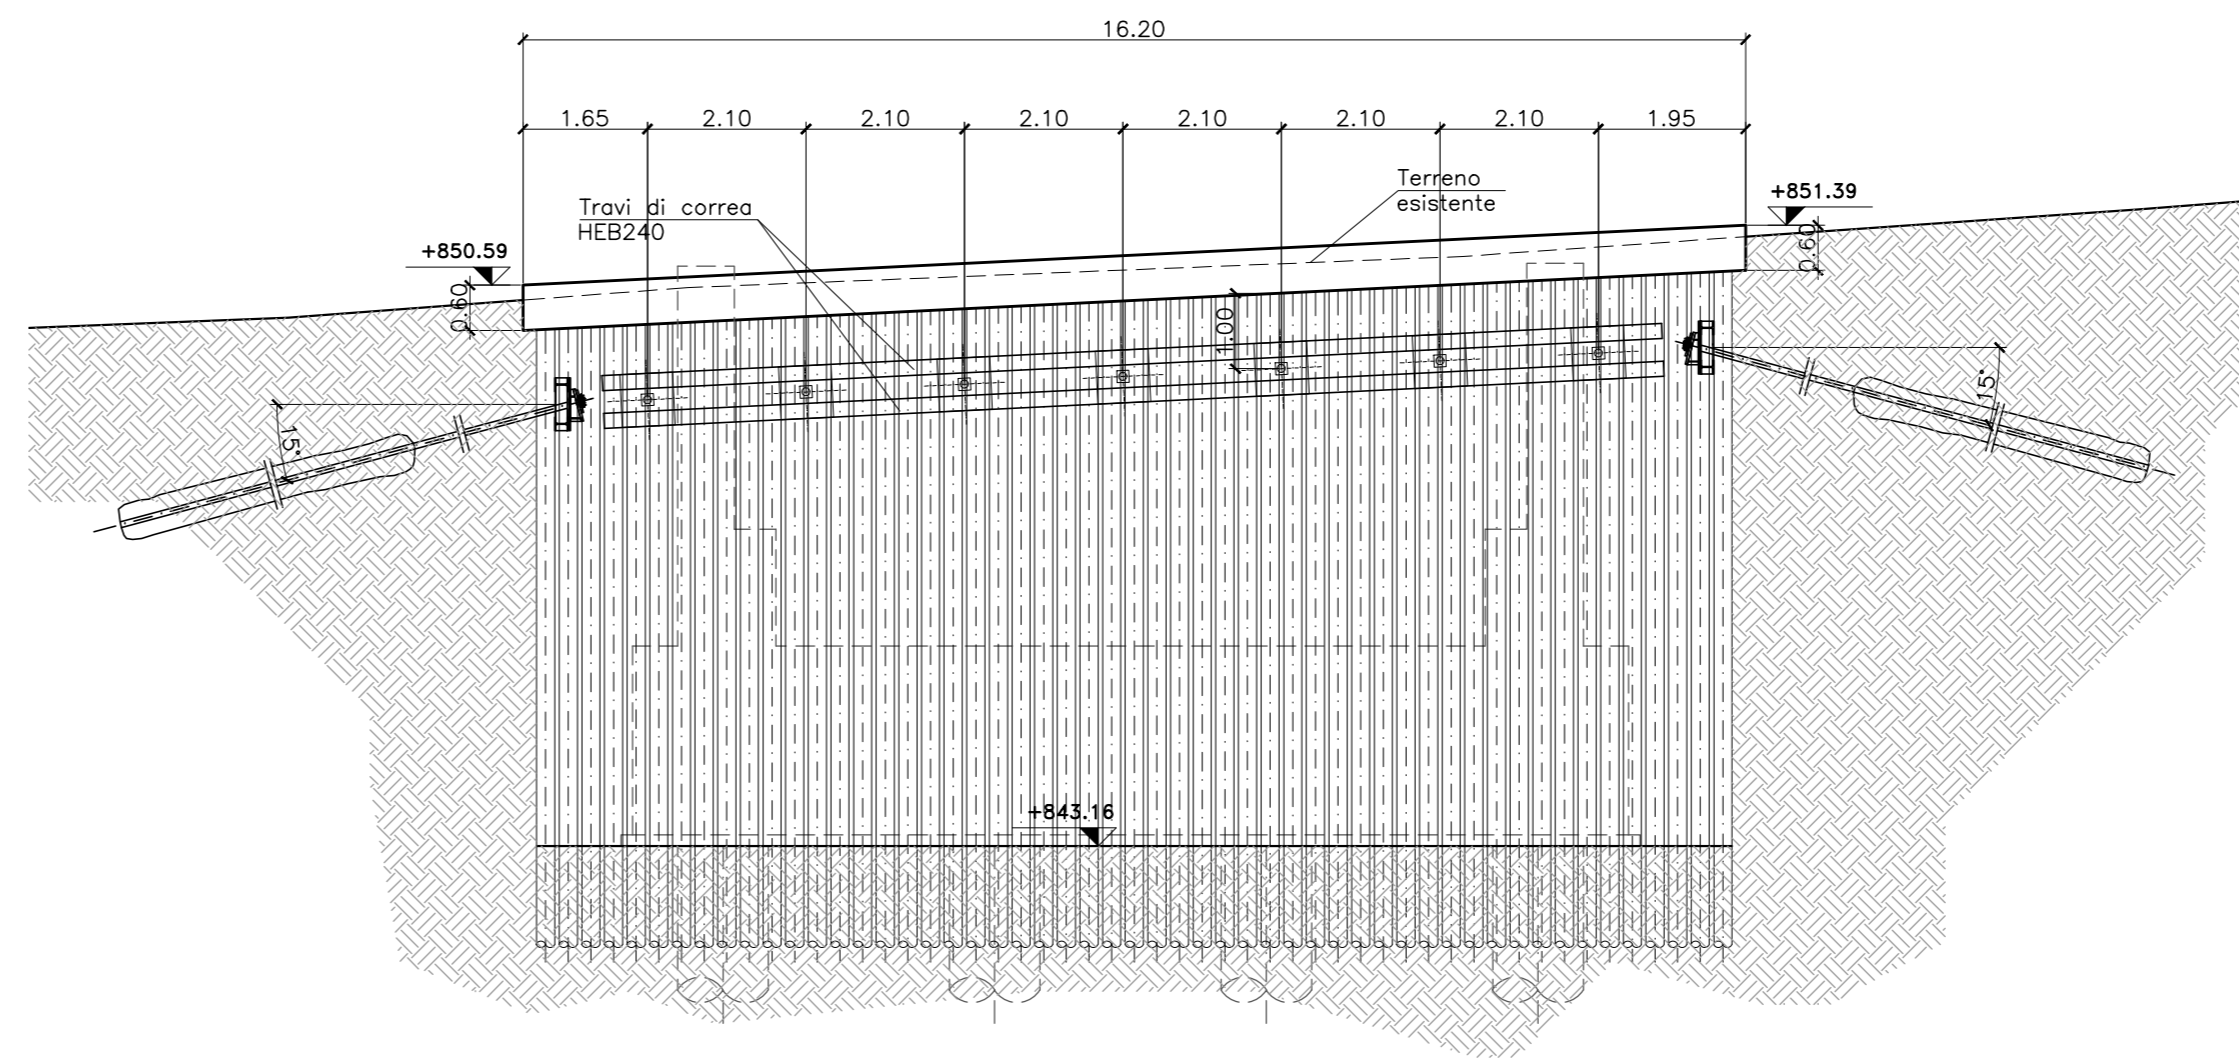 16.20
1.65 2.10 2.10 2.10 2.10 2.10 2.10 1.95
Terreno
esistente
+851.39
Travi di correa
HEB240
+850.59
0.60
0.60
1.00
15°
15°
+843.16